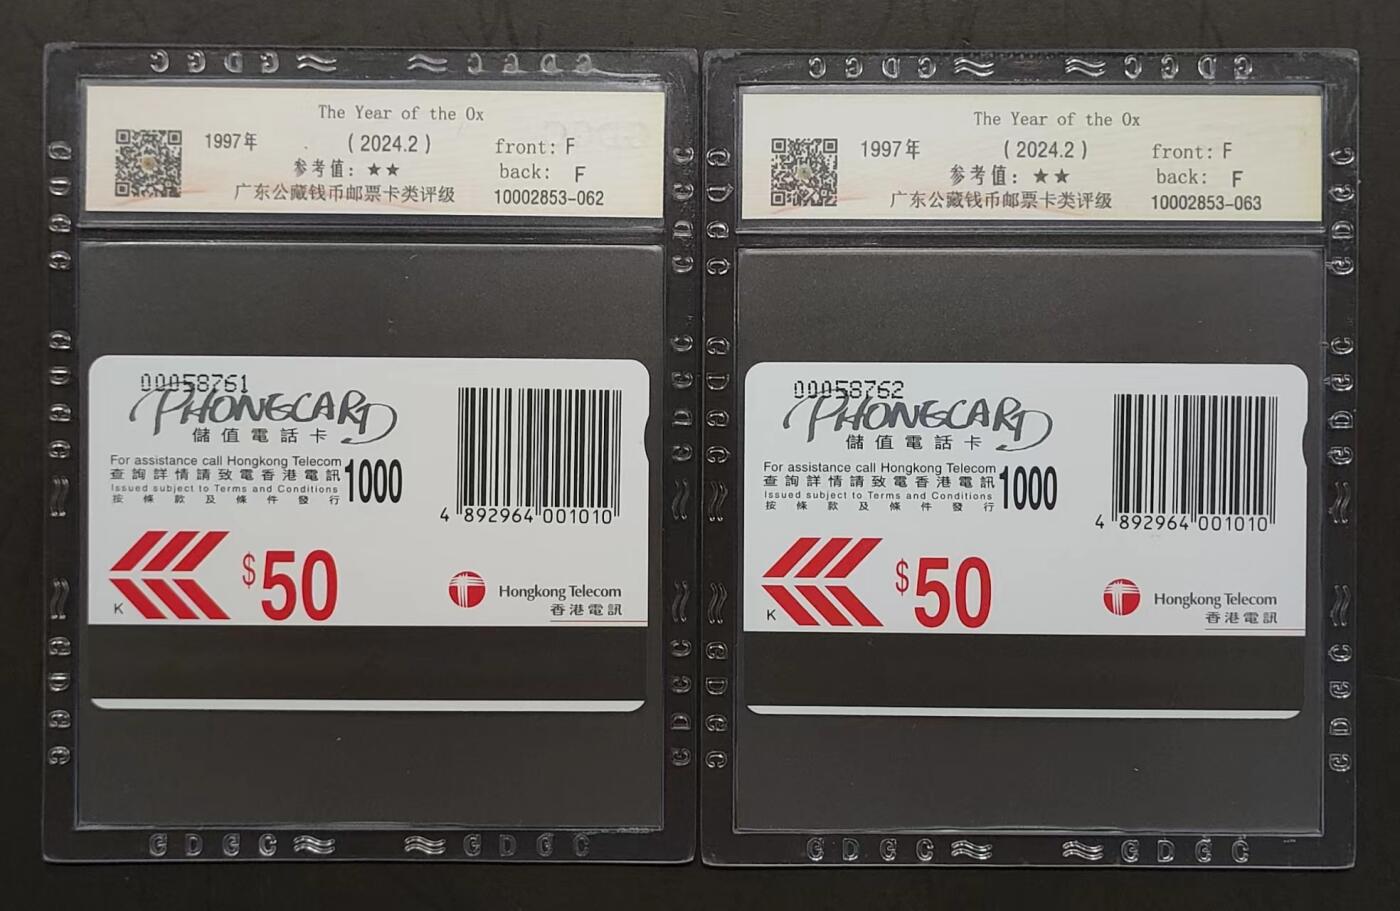 The Year of the Ox
1997年
(2024.2)
front: F
参考值：★★
back: F
广东公藏钱币邮票卡类评级
10002853-062
00058761
PHONECARD
儲值電話卡
For assistance call Hongkong Telecom
查詢詳情請致電香港電訊
1000
Issued subject to Terms and Conditions
按條款及條件發行
4 892964 001010
$50
K
Hongkong Telecom
香港電訊
The Year of the Ox
1997年
(2024.2)
front: F
参考值：★★
back: F
广东公藏钱币邮票卡类评级
10002853-063
00058762
PHONECARD
儲值電話卡
For assistance call Hongkong Telecom
查詢詳情請致電香港電訊
1000
Issued subject to Terms and Conditions
按條款及條件發行
4 892964 001010
$50
K
Hongkong Telecom
香港電訊